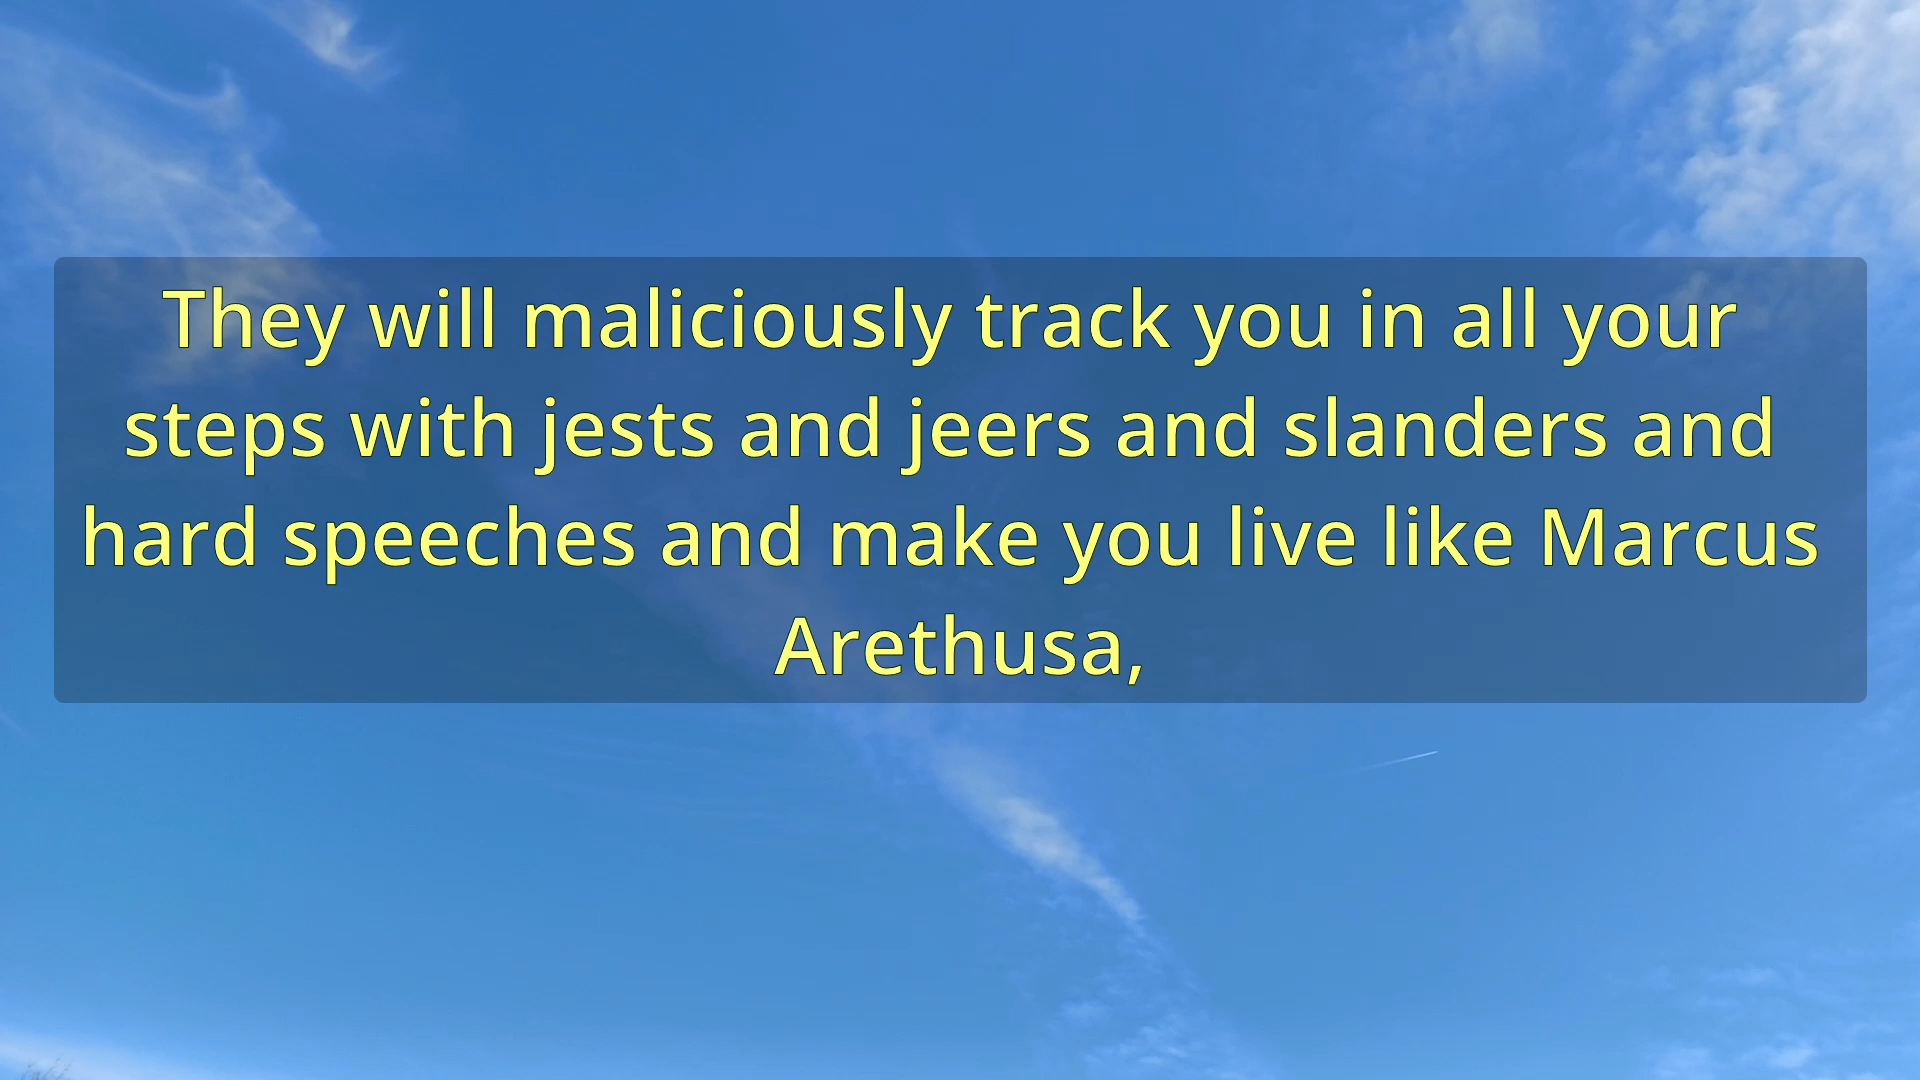 They will maliciously track you in all your
steps with jests and jeers and slanders and
hard speeches and make you live like Marcus
Arethusa,